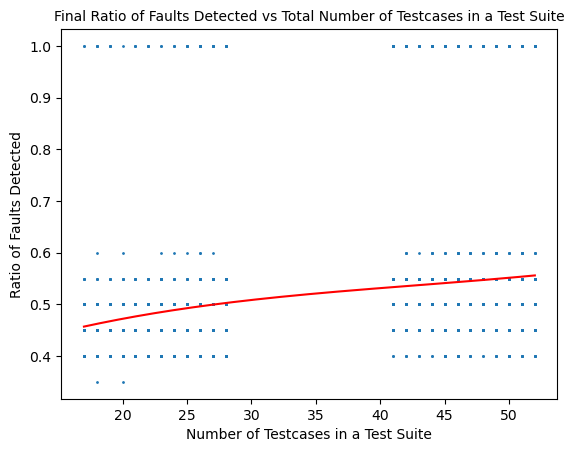 Final Ratio of Faults Detected vs Total Number of Testcases in a Test Suite
1.0
0.9
0.8
0.7
0.6
0.5
0.4
Ratio of Faults Detected
20 25 30 35 40 45 50
Number of Testcases in a Test Suite